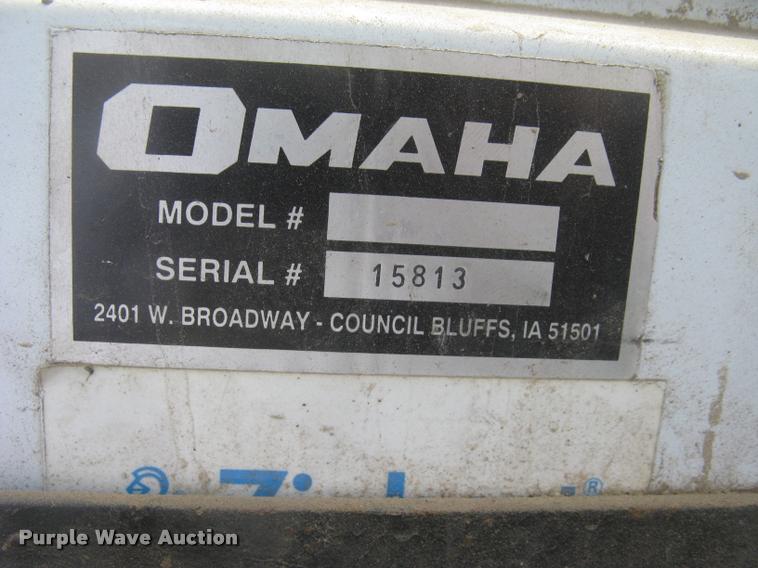 OMAHA
MODEL #
SERIAL # 15813
2401 W. BROADWAY - COUNCIL BLUFFS, IA 51501
®
Purple Wave Auction